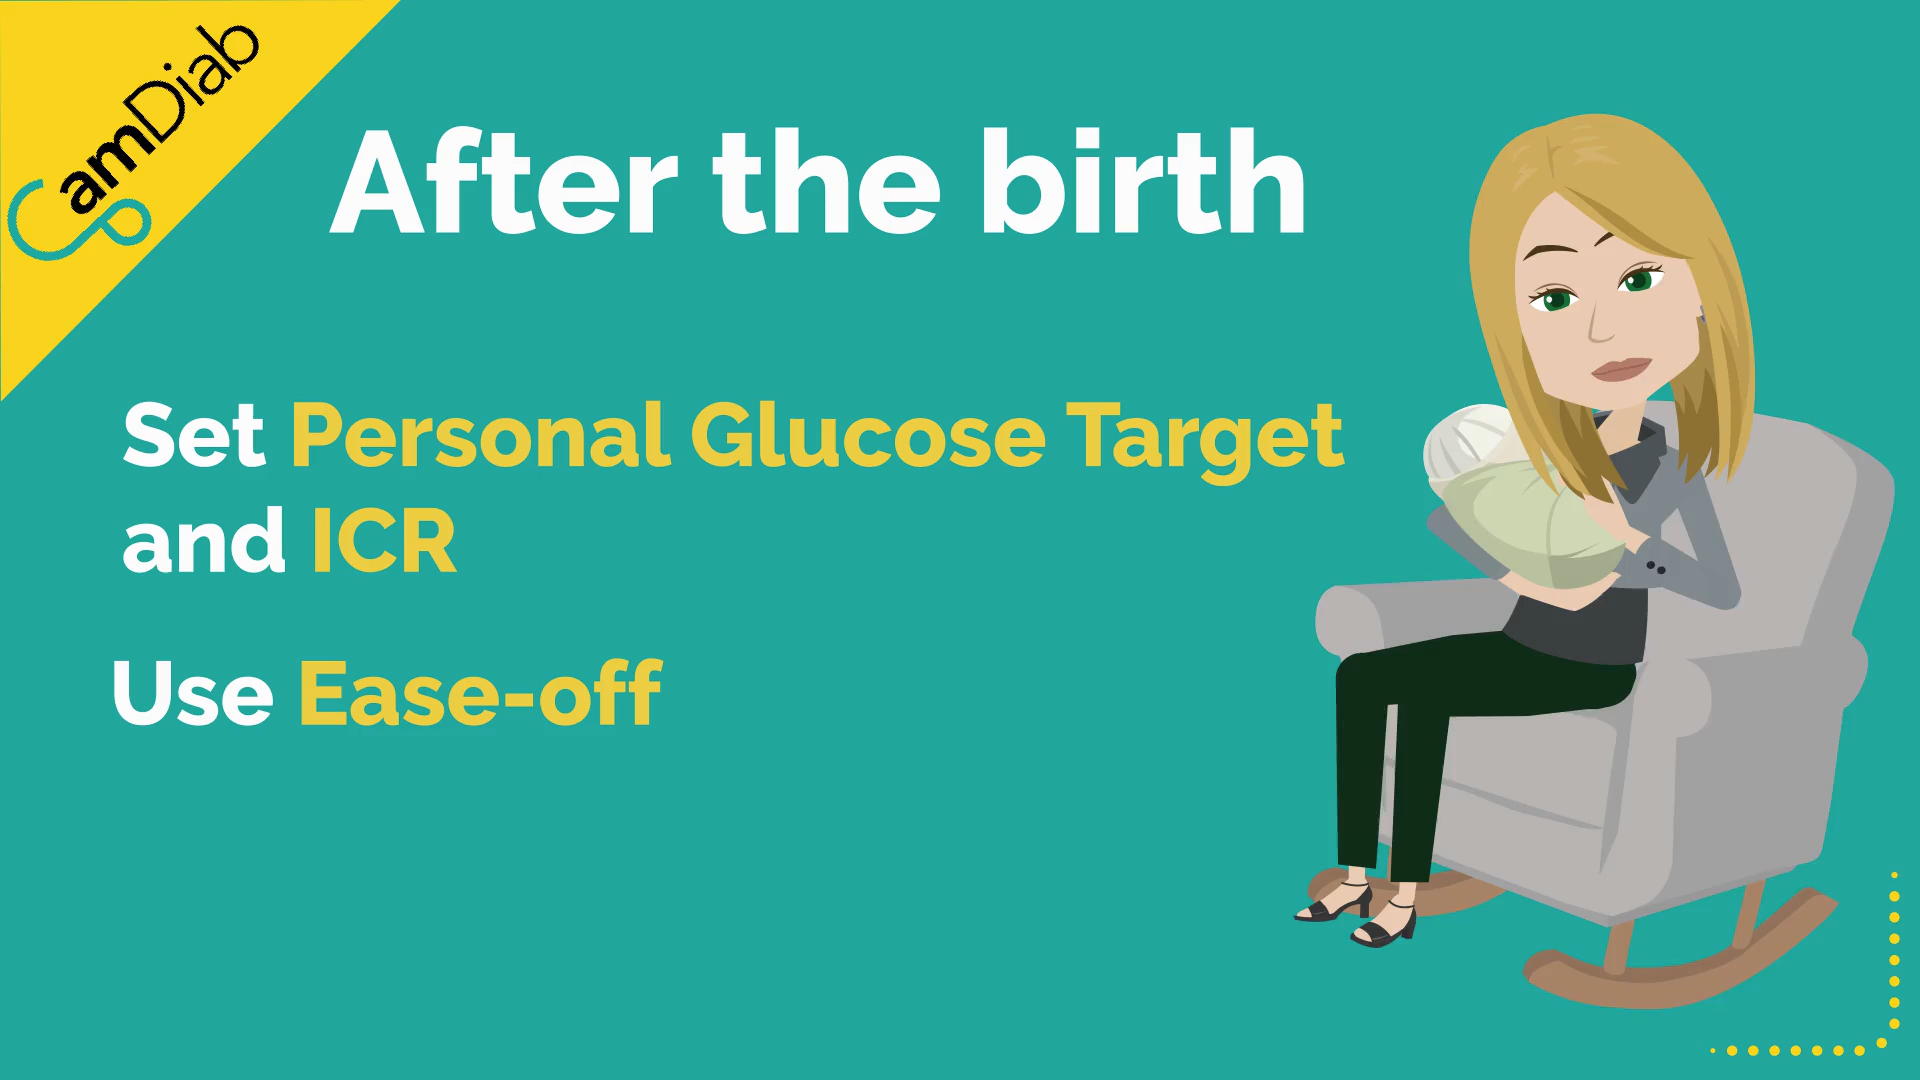 CamDiab
After the birth
Set Personal Glucose Target
and ICR
Use Ease-off